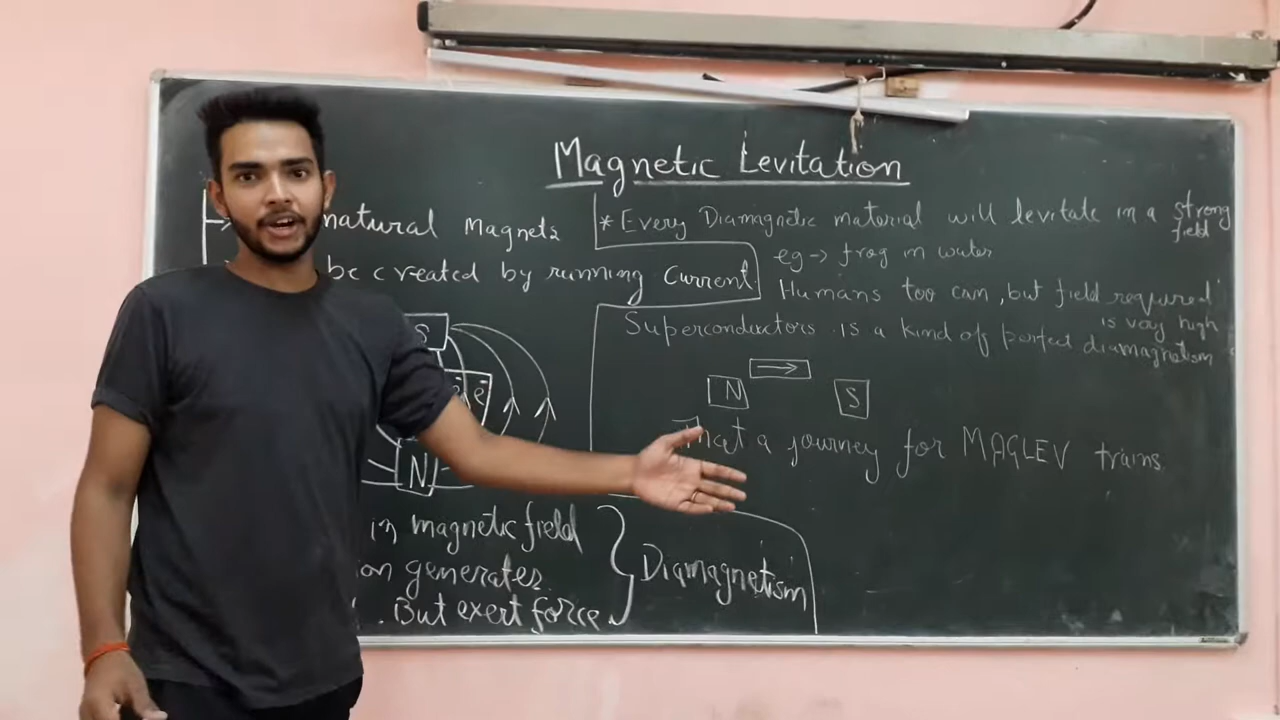 Magnetic Levitation
natural Magnets
be created by running Current
S
e⁻ e⁻
N
in magnetic field
on generates
. But exert force
Diamagnetism
* Every Diamagnetic material will levitate in a strong
field
eg → frog in water
Humans too can, but field required
is very high
Superconductors is a kind of perfect diamagnetism
N → S
That a journey for MAGLEV trains.